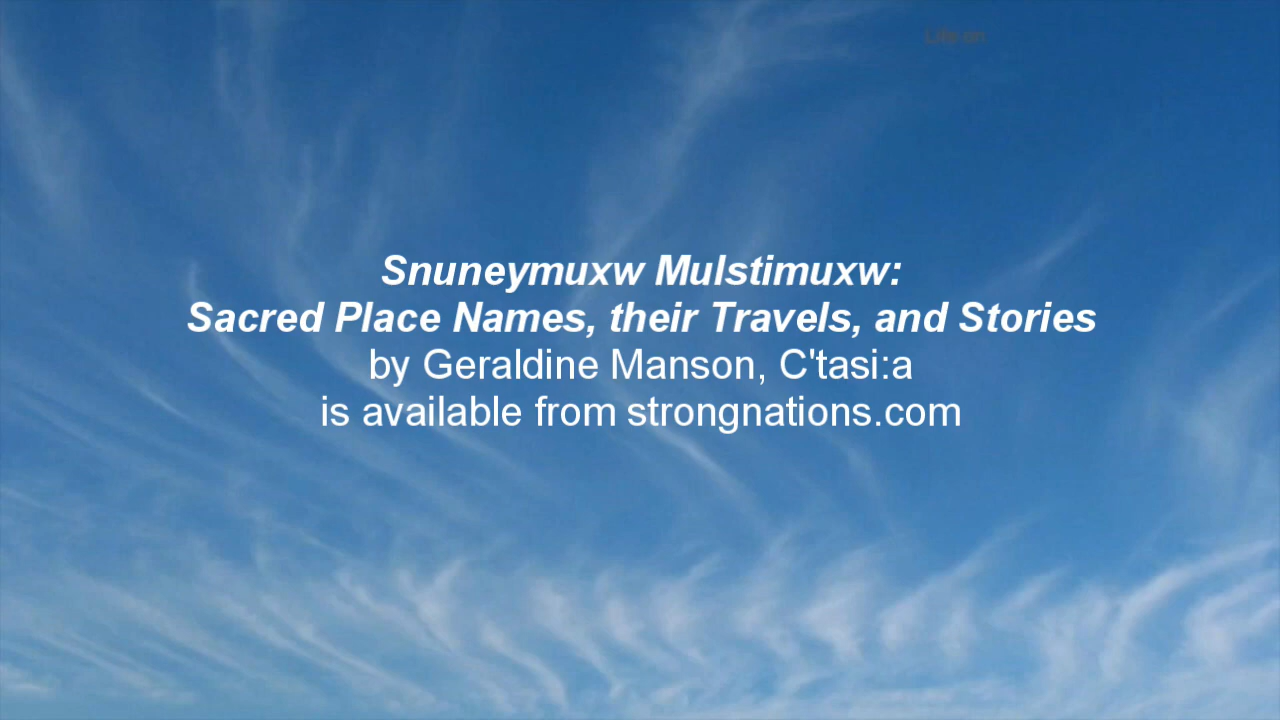 Snuneymuxw Mulstimuxw:
Sacred Place Names, their Travels, and Stories
by Geraldine Manson, C'tasi:a
is available from strongnations.com